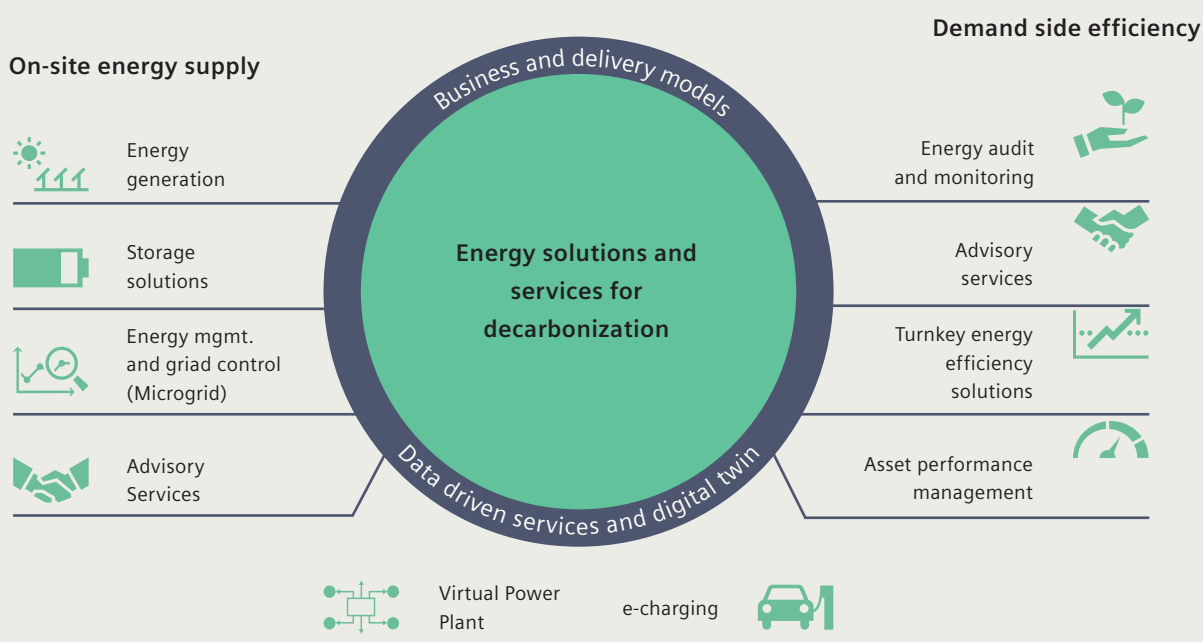 On-site energy supply
Energy
generation
Storage
solutions
Energy mgmt.
and griad control
(Microgrid)
Advisory
Services
Business and delivery models
Energy solutions and
services for
decarbonization
Data driven services and digital twin
Demand side efficiency
Energy audit
and monitoring
Advisory
services
Turnkey energy
efficiency
solutions
Asset performance
management
Virtual Power
Plant
e-charging